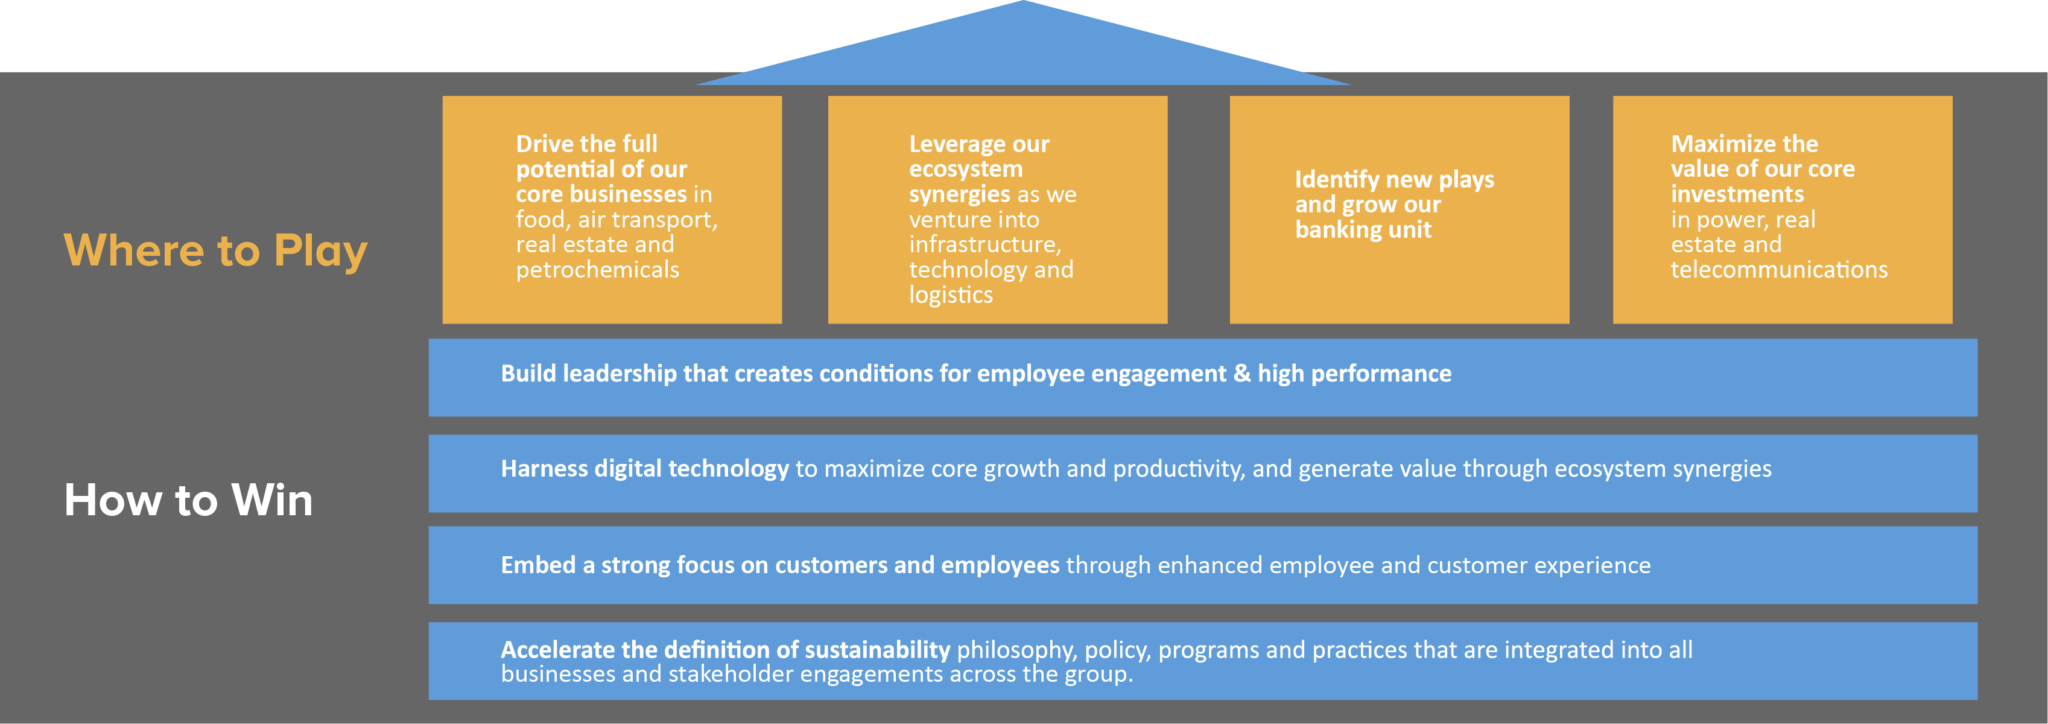 Where to Play
Drive the full
potential of our
core businesses in
food, air transport,
real estate and
petrochemicals
Leverage our
ecosystem
synergies as we
venture into
infrastructure,
technology and
logistics
Identify new plays
and grow our
banking unit
Maximize the
value of our core
investments
in power, real
estate and
telecommunications
How to Win
Build leadership that creates conditions for employee engagement & high performance
Harness digital technology to maximize core growth and productivity, and generate value through ecosystem synergies
Embed a strong focus on customers and employees through enhanced employee and customer experience
Accelerate the definition of sustainability philosophy, policy, programs and practices that are integrated into all
businesses and stakeholder engagements across the group.